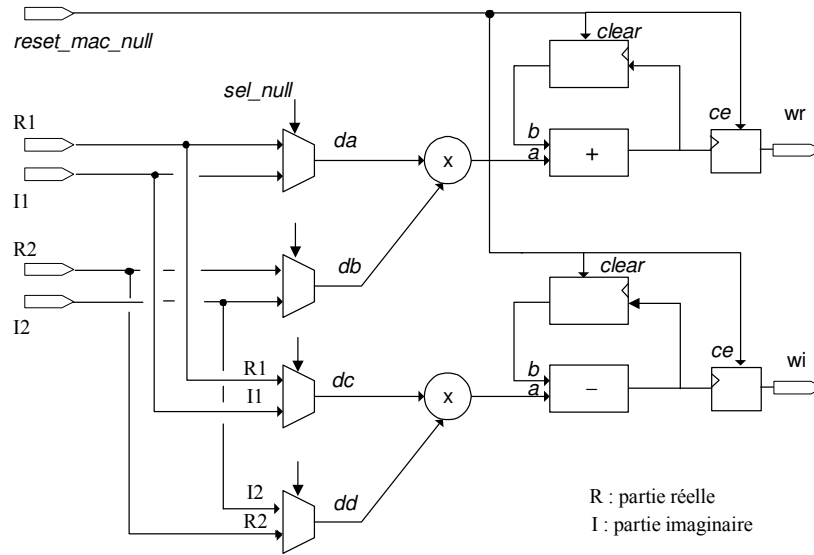 reset_mac_null
clear
sel_null
R1
da
b
a
x
+
ce
wr
I1
R2
db
I2
clear
R1
I1
dc
b
a
x
−
ce
wi
I2
R2
dd
R : partie réelle
I : partie imaginaire